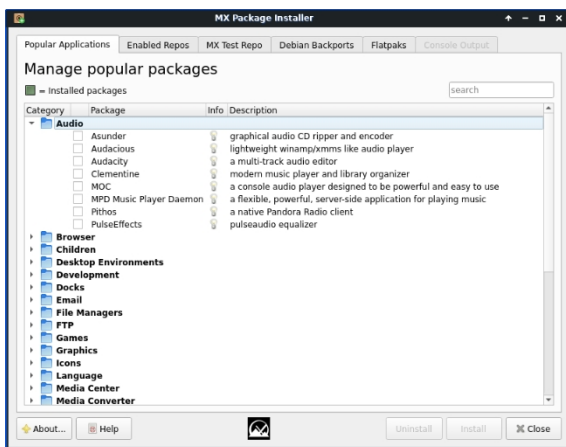 MX Package Installer
Popular Applications Enabled Repos MX Test Repo Debian Backports Flatpaks Console Output
Manage popular packages
= Installed packages search
Category Package Info Description
Audio
Asunder graphical audio CD ripper and encoder
Audacious lightweight winamp/xmms like audio player
Audacity a multi-track audio editor
Clementine modern music player and library organizer
MOC a console audio player designed to be powerful and easy to use
MPD Music Player Daemon a flexible, powerful, server-side application for playing music
Pithos a native Pandora Radio client
PulseEffects pulseaudio equalizer
Browser
Children
Desktop Environments
Development
Docks
Email
File Managers
FTP
Games
Graphics
Icons
Language
Media Center
Media Converter
About... Help Uninstall Install Close